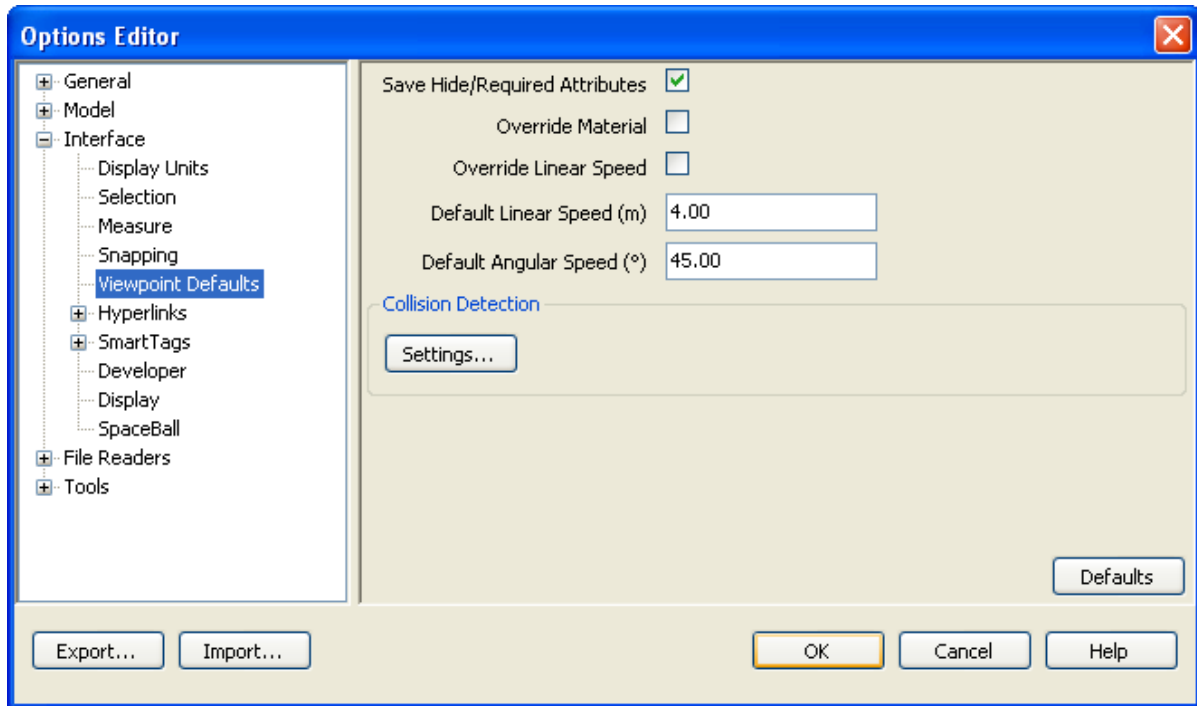 Options Editor
General
Model
Interface
Display Units
Selection
Measure
Snapping
Viewpoint Defaults
Hyperlinks
SmartTags
Developer
Display
SpaceBall
File Readers
Tools
Save Hide/Required Attributes
Override Material
Override Linear Speed
Default Linear Speed (m) 4.00
Default Angular Speed (°) 45.00
Collision Detection
Settings...
Defaults
Export... Import... OK Cancel Help